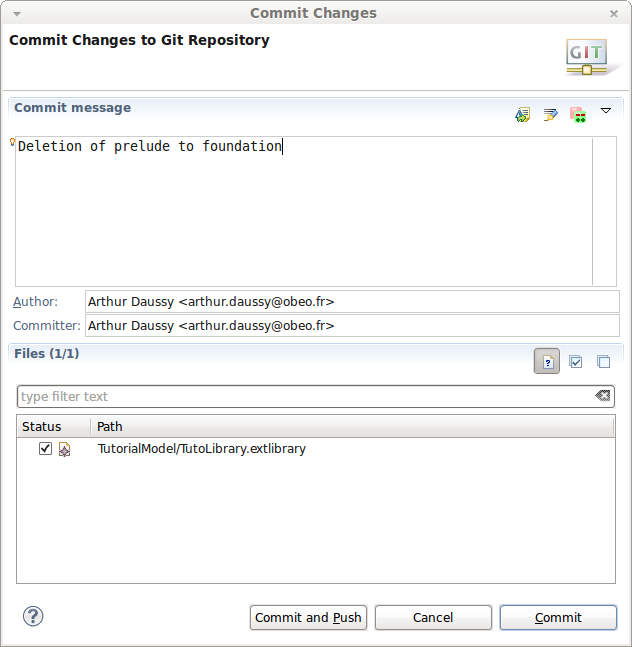 Commit Changes
Commit Changes to Git Repository
GIT
Commit message
Deletion of prelude to foundation
Author: Arthur Daussy <arthur.daussy@obeo.fr>
Committer: Arthur Daussy <arthur.daussy@obeo.fr>
Files (1/1)
type filter text
Status Path
TutorialModel/TutoLibrary.extlibrary
Commit and Push Cancel Commit